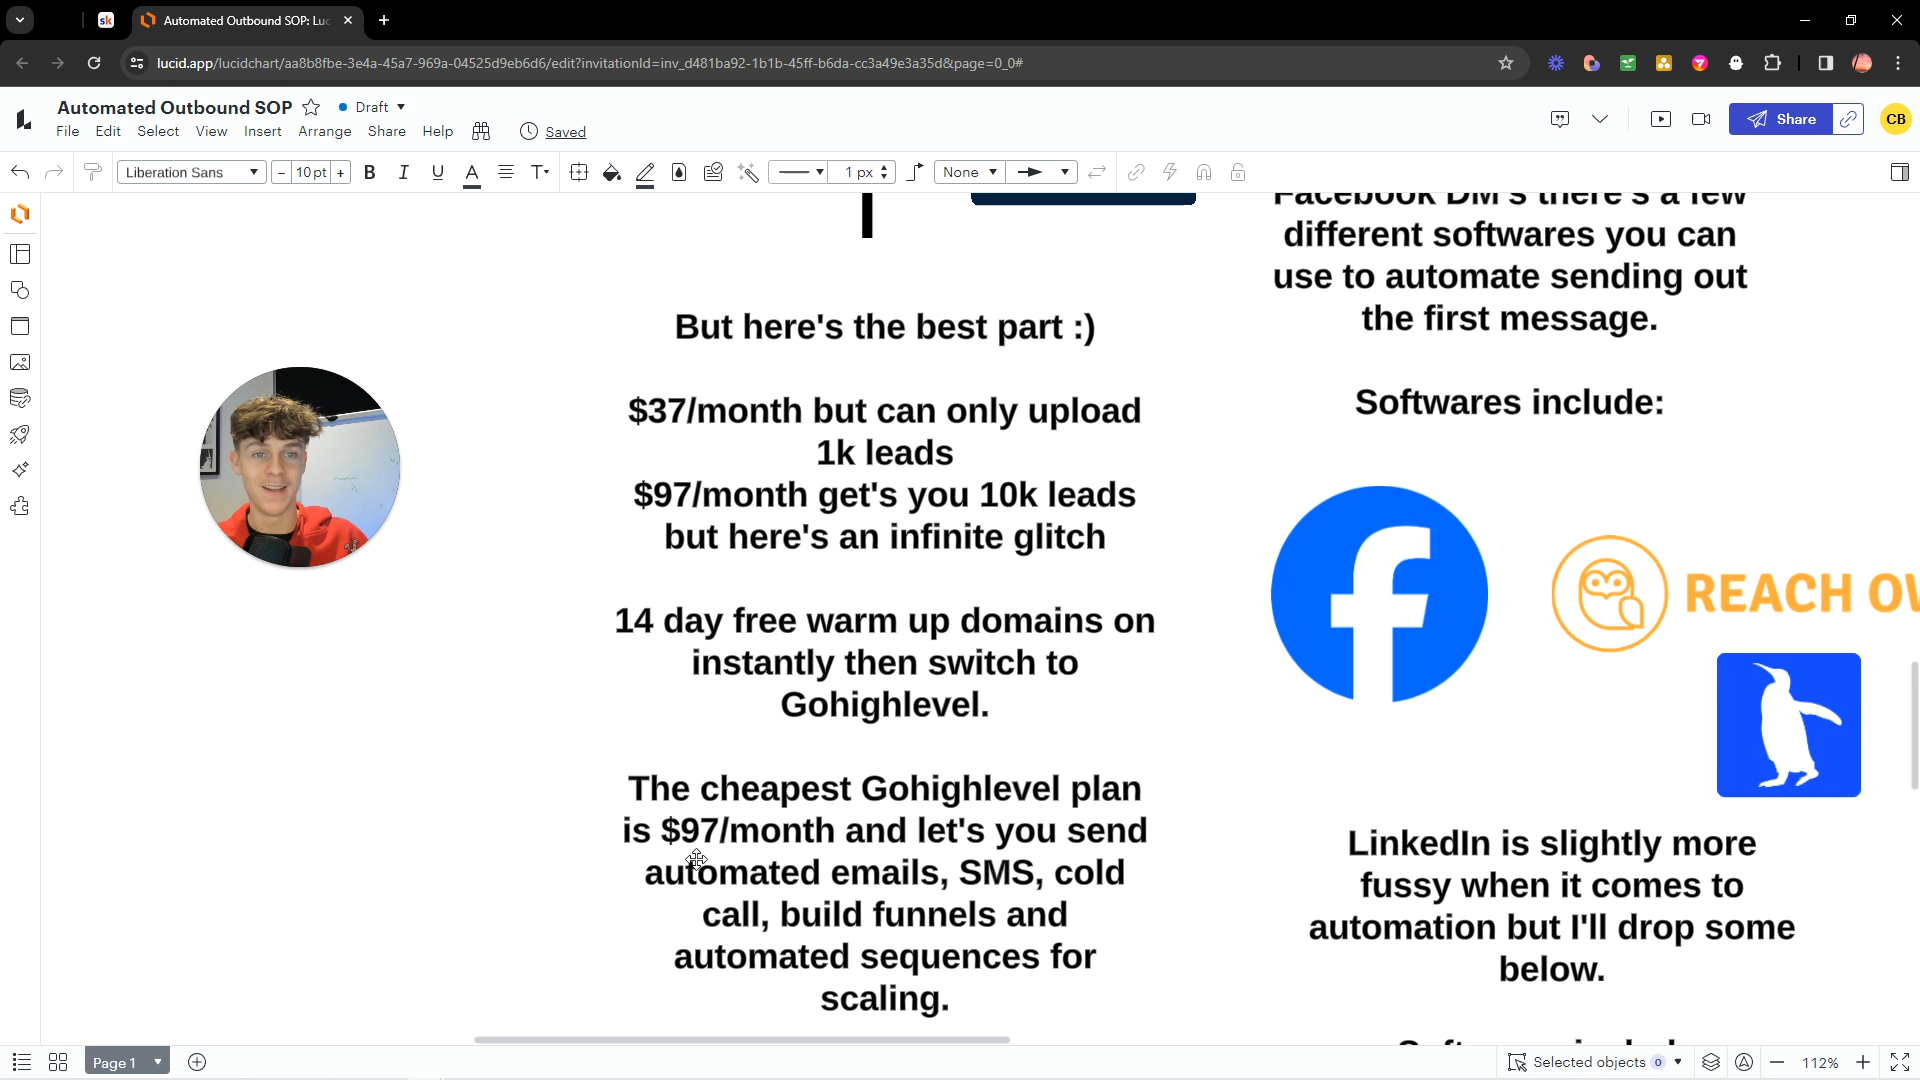 sk
Automated Outbound SOP: Luc
lucid.app/lucidchart/aa8b8fbe-3e4a-45a7-969a-04525d9eb6d6/edit?invitationId=inv_d481ba92-1b1b-45ff-b6da-cc3a49e3a35d&page=0_0#
Automated Outbound SOP
Draft
File Edit Select View Insert Arrange Share Help Saved
Share
CB
Liberation Sans
- 10 pt +
B I U A T
1 px
None
But here's the best part :)
$37/month but can only upload
1k leads
$97/month get's you 10k leads
but here's an infinite glitch
14 day free warm up domains on
instantly then switch to
Gohighlevel.
The cheapest Gohighlevel plan
is $97/month and let's you send
automated emails, SMS, cold
call, build funnels and
automated sequences for
scaling.
Facebook DM's there's a few
different softwares you can
use to automate sending out
the first message.
Softwares include:
f
REACH OW
LinkedIn is slightly more
fussy when it comes to
automation but I'll drop some
below.
Page 1
Selected objects 0
112%